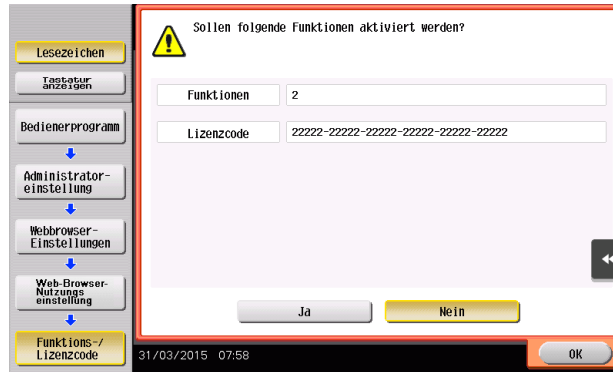 Sollen folgende Funktionen aktiviert werden?
Lesezeichen
Tastatur
anzeigen
Funktionen
2
Bedienerprogramm
Lizenzcode
22222-22222-22222-22222-22222-22222
Administrator-
einstellung
Webbrowser-
Einstellungen
Web-Browser-
Nutzungs
einstellung
Ja
Nein
Funktions-/
Lizenzcode
31/03/2015 07:58
OK